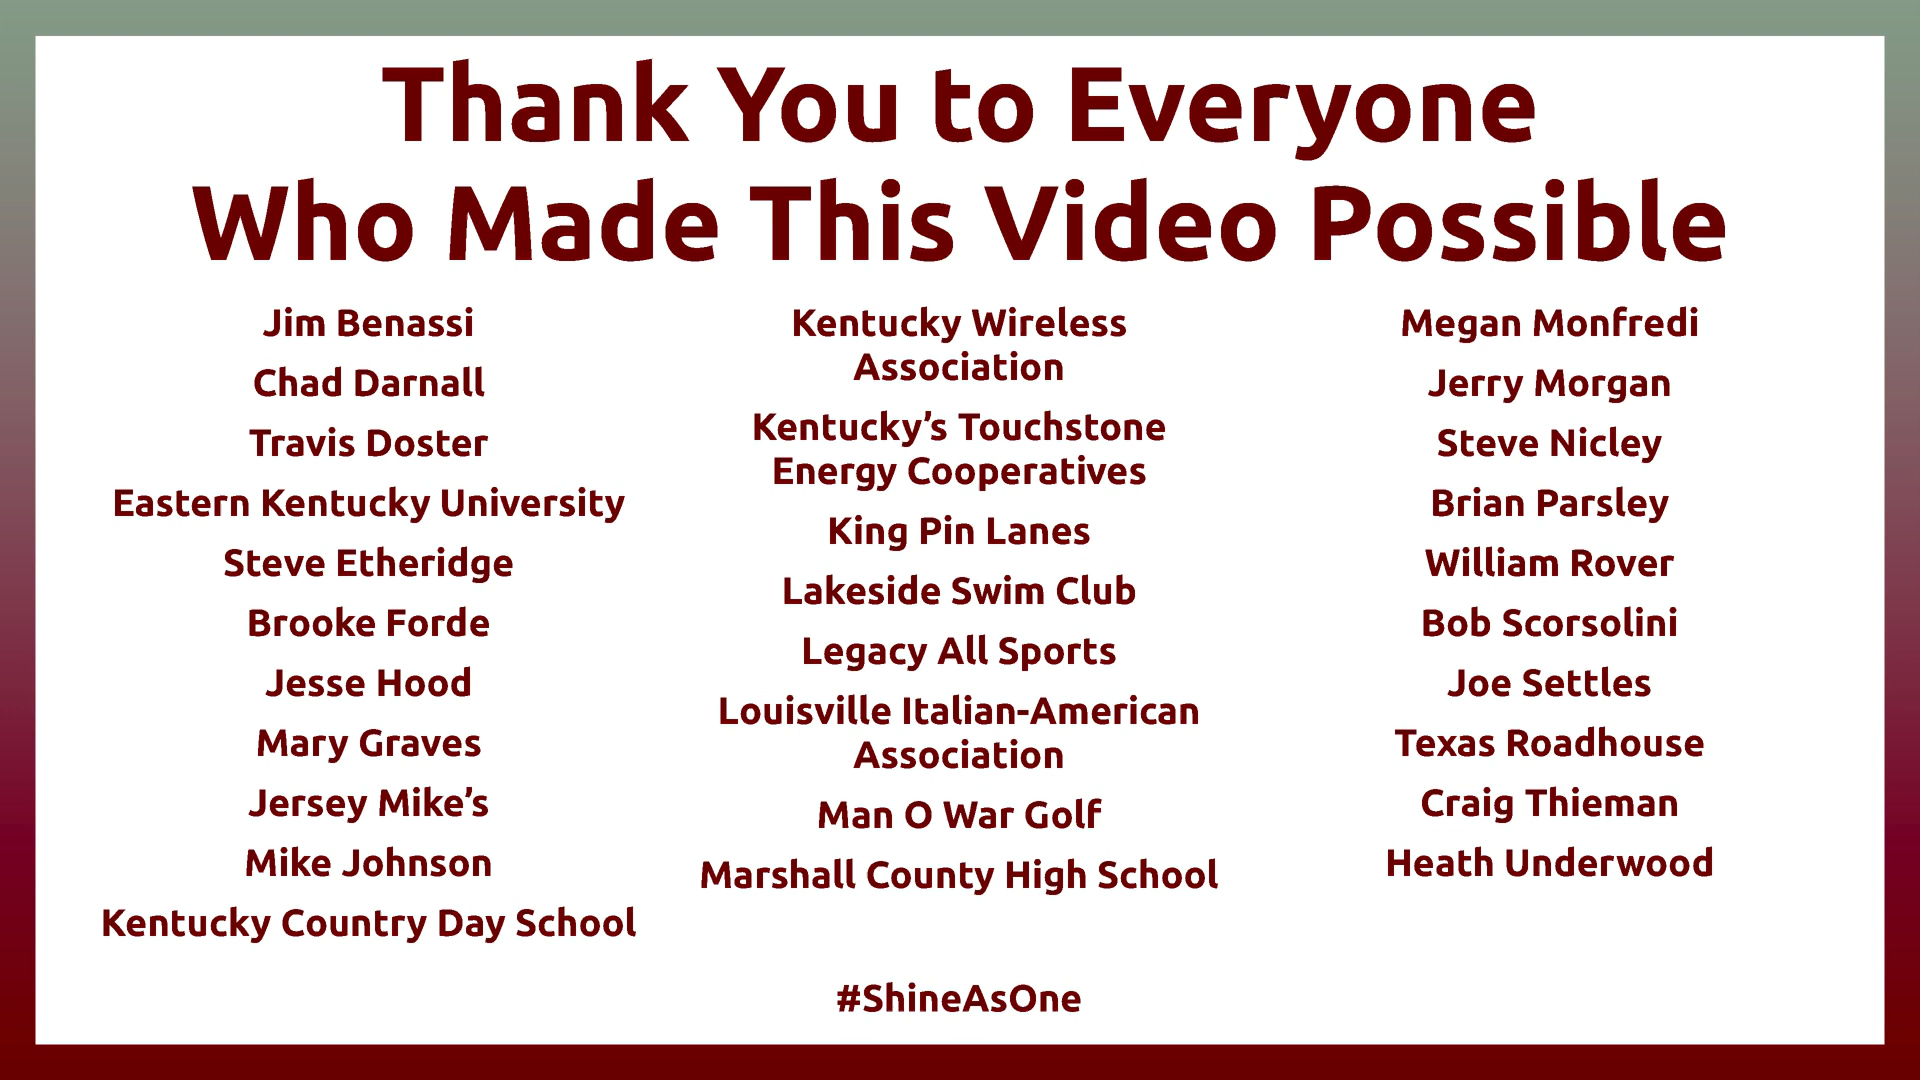 Thank You to Everyone
Who Made This Video Possible
Jim Benassi
Chad Darnall
Travis Doster
Eastern Kentucky University
Steve Etheridge
Brooke Forde
Jesse Hood
Mary Graves
Jersey Mike’s
Mike Johnson
Kentucky Country Day School
Kentucky Wireless
Association
Kentucky’s Touchstone
Energy Cooperatives
King Pin Lanes
Lakeside Swim Club
Legacy All Sports
Louisville Italian-American
Association
Man O War Golf
Marshall County High School
Megan Monfredi
Jerry Morgan
Steve Nicley
Brian Parsley
William Rover
Bob Scorsolini
Joe Settles
Texas Roadhouse
Craig Thieman
Heath Underwood
#ShineAsOne